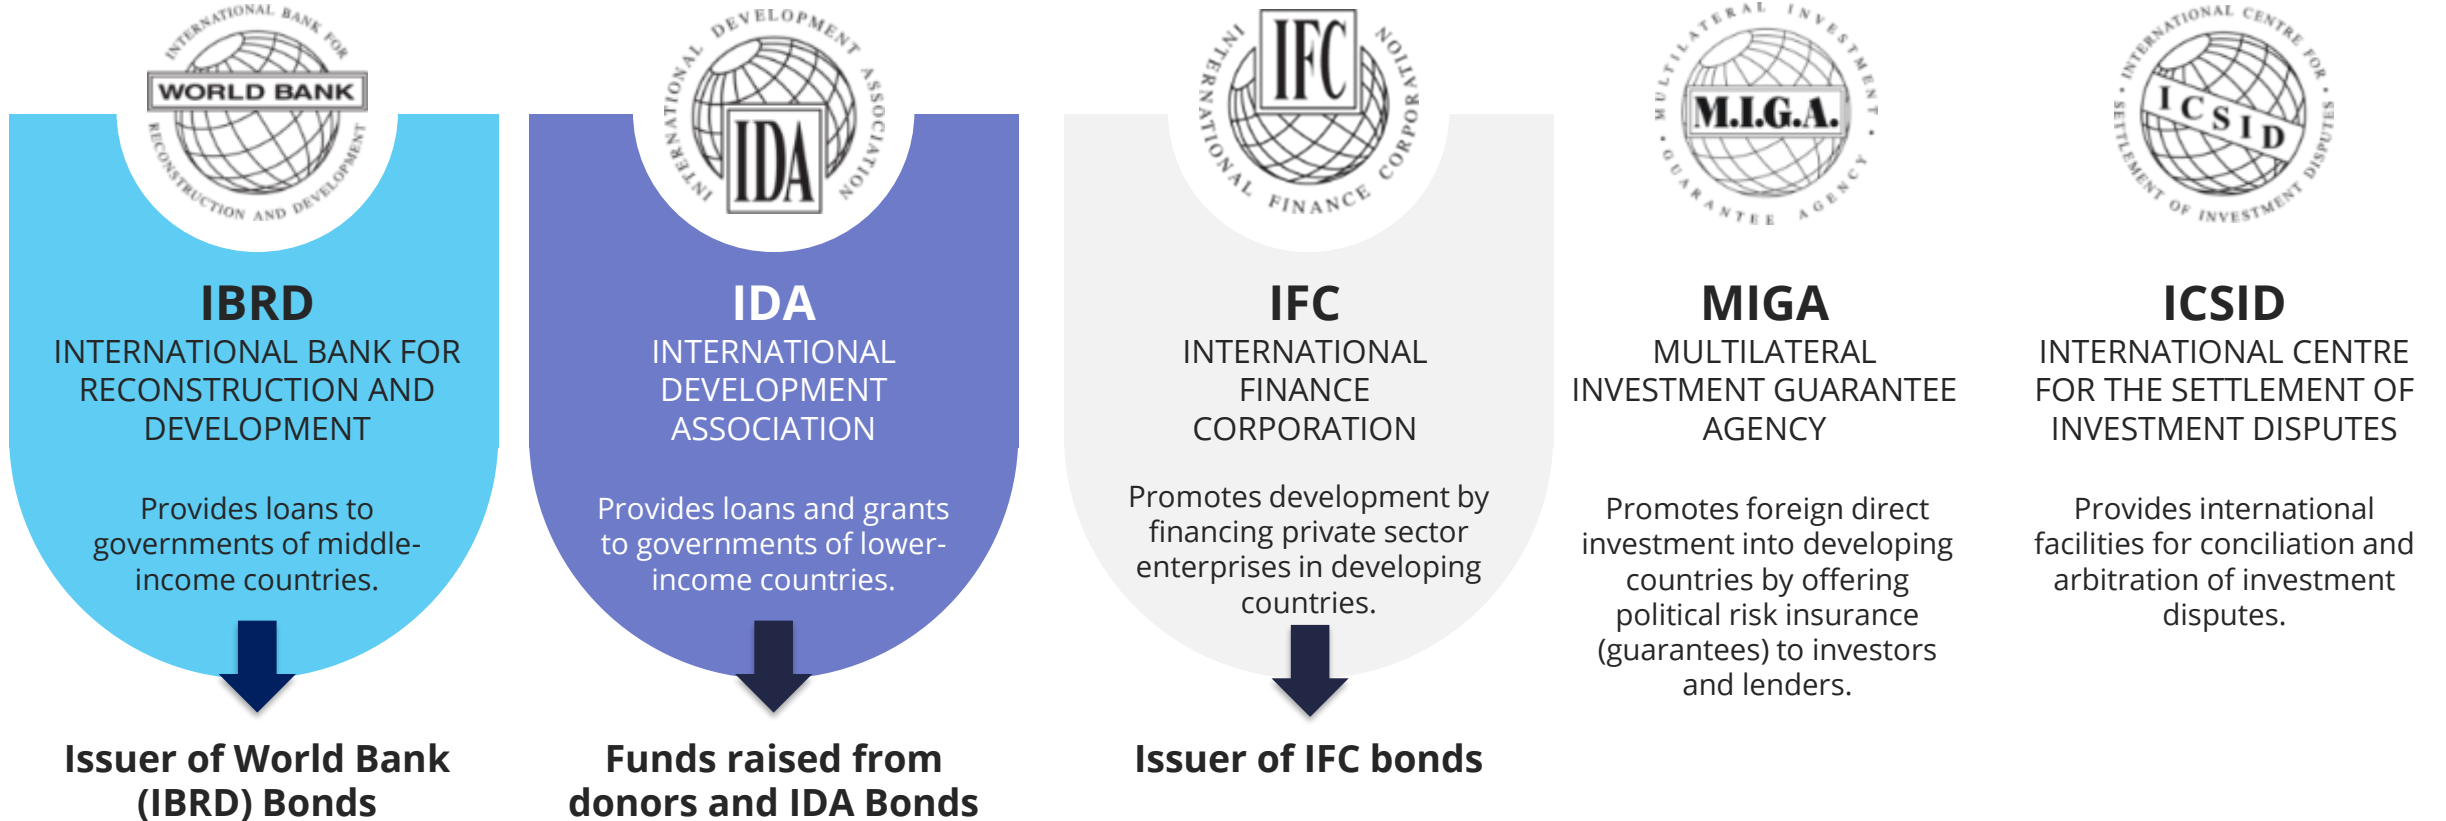 INTERNATIONAL BANK FOR
WORLD BANK
RECONSTRUCTION AND DEVELOPMENT
IBRD
INTERNATIONAL BANK FOR
RECONSTRUCTION AND
DEVELOPMENT
Provides loans to
governments of middle-
income countries.
Issuer of World Bank
(IBRD) Bonds
INTERNATIONAL DEVELOPMENT ASSOCIATION
IDA
IDA
INTERNATIONAL
DEVELOPMENT
ASSOCIATION
Provides loans and grants
to governments of lower-
income countries.
Funds raised from
donors and IDA Bonds
IFC
INTERNATIONAL FINANCE CORPORATION
IFC
INTERNATIONAL
FINANCE
CORPORATION
Promotes development by
financing private sector
enterprises in developing
countries.
Issuer of IFC bonds
MULTILATERAL INVESTMENT
M.I.G.A.
• GUARANTEE AGENCY •
MIGA
MULTILATERAL
INVESTMENT GUARANTEE
AGENCY
Promotes foreign direct
investment into developing
countries by offering
political risk insurance
(guarantees) to investors
and lenders.
• INTERNATIONAL CENTRE FOR •
ICSID
SETTLEMENT OF INVESTMENT DISPUTES
ICSID
INTERNATIONAL CENTRE
FOR THE SETTLEMENT OF
INVESTMENT DISPUTES
Provides international
facilities for conciliation and
arbitration of investment
disputes.